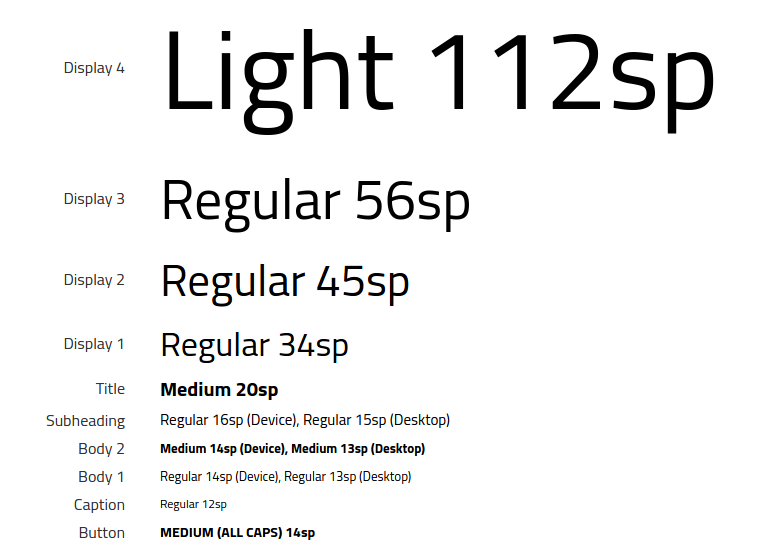 Display 4 Light 112sp
Display 3 Regular 56sp
Display 2 Regular 45sp
Display 1 Regular 34sp
Title Medium 20sp
Subheading Regular 16sp (Device), Regular 15sp (Desktop)
Body 2 Medium 14sp (Device), Medium 13sp (Desktop)
Body 1 Regular 14sp (Device), Regular 13sp (Desktop)
Caption Regular 12sp
Button MEDIUM (ALL CAPS) 14sp